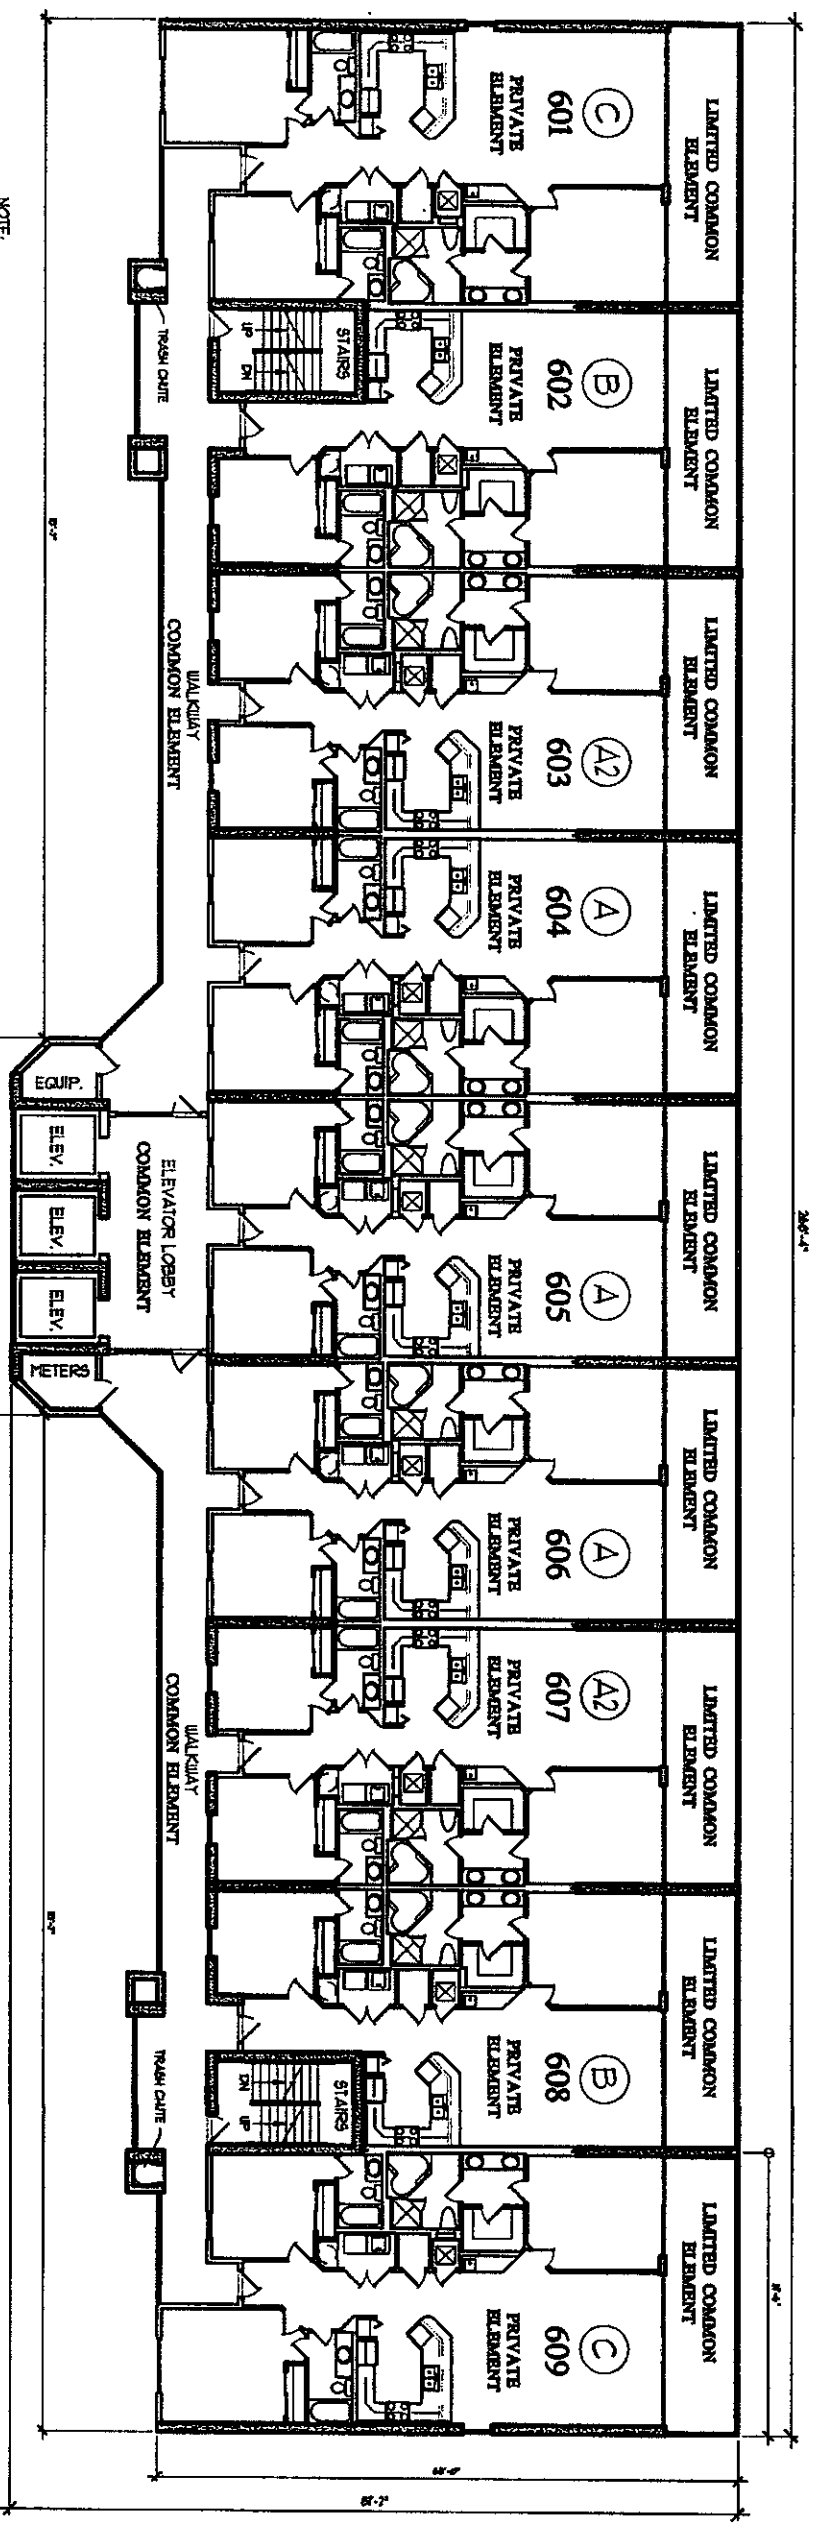 LIMITED COMMON
ELEMENT
C
601
PRIVATE
ELEMENT
LIMITED COMMON
ELEMENT
B
602
PRIVATE
ELEMENT
STAIRS
UP
DN
TRASH CHUTE
NOTE:
LIMITED COMMON
ELEMENT
A2
603
PRIVATE
ELEMENT
WALKWAY
COMMON ELEMENT
LIMITED COMMON
ELEMENT
A
604
PRIVATE
ELEMENT
EQUIP.
ELEV.
ELEV.
ELEV.
METERS
ELEVATOR LOBBY
COMMON ELEMENT
LIMITED COMMON
ELEMENT
A
605
PRIVATE
ELEMENT
266'-4"
LIMITED COMMON
ELEMENT
A
606
PRIVATE
ELEMENT
LIMITED COMMON
ELEMENT
A2
607
PRIVATE
ELEMENT
WALKWAY
COMMON ELEMENT
LIMITED COMMON
ELEMENT
B
608
PRIVATE
ELEMENT
STAIRS
DN
UP
TRASH CHUTE
LIMITED COMMON
ELEMENT
C
609
PRIVATE
ELEMENT